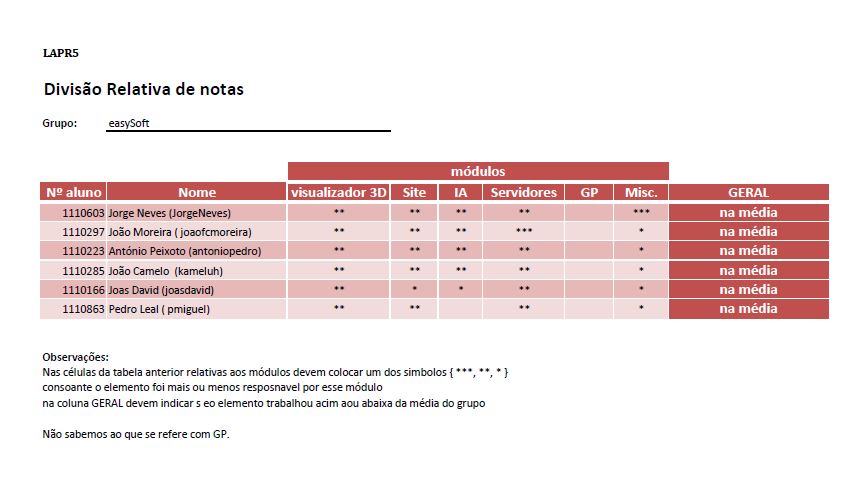 LAPR5
Divisão Relativa de notas
Grupo: easySoft
módulos
Nº aluno Nome visualizador 3D Site IA Servidores GP Misc. GERAL
1110603 Jorge Neves (JorgeNeves) ** ** ** ** *** na média
1110297 João Moreira ( joaofcmoreira) ** ** ** *** * na média
1110223 António Peixoto (antoniopedro) ** ** ** ** * na média
1110285 João Camelo (kameluh) ** ** ** ** * na média
1110166 Joas David (joasdavid) ** * * ** * na média
1110863 Pedro Leal ( pmiguel) ** ** ** * na média
Observações:
Nas células da tabela anterior relativas aos módulos devem colocar um dos simbolos { ***, **, * }
consoante o elemento foi mais ou menos resposnavel por esse módulo
na coluna GERAL devem indicar s eo elemento trabalhou acim aou abaixa da média do grupo
Não sabemos ao que se refere com GP.